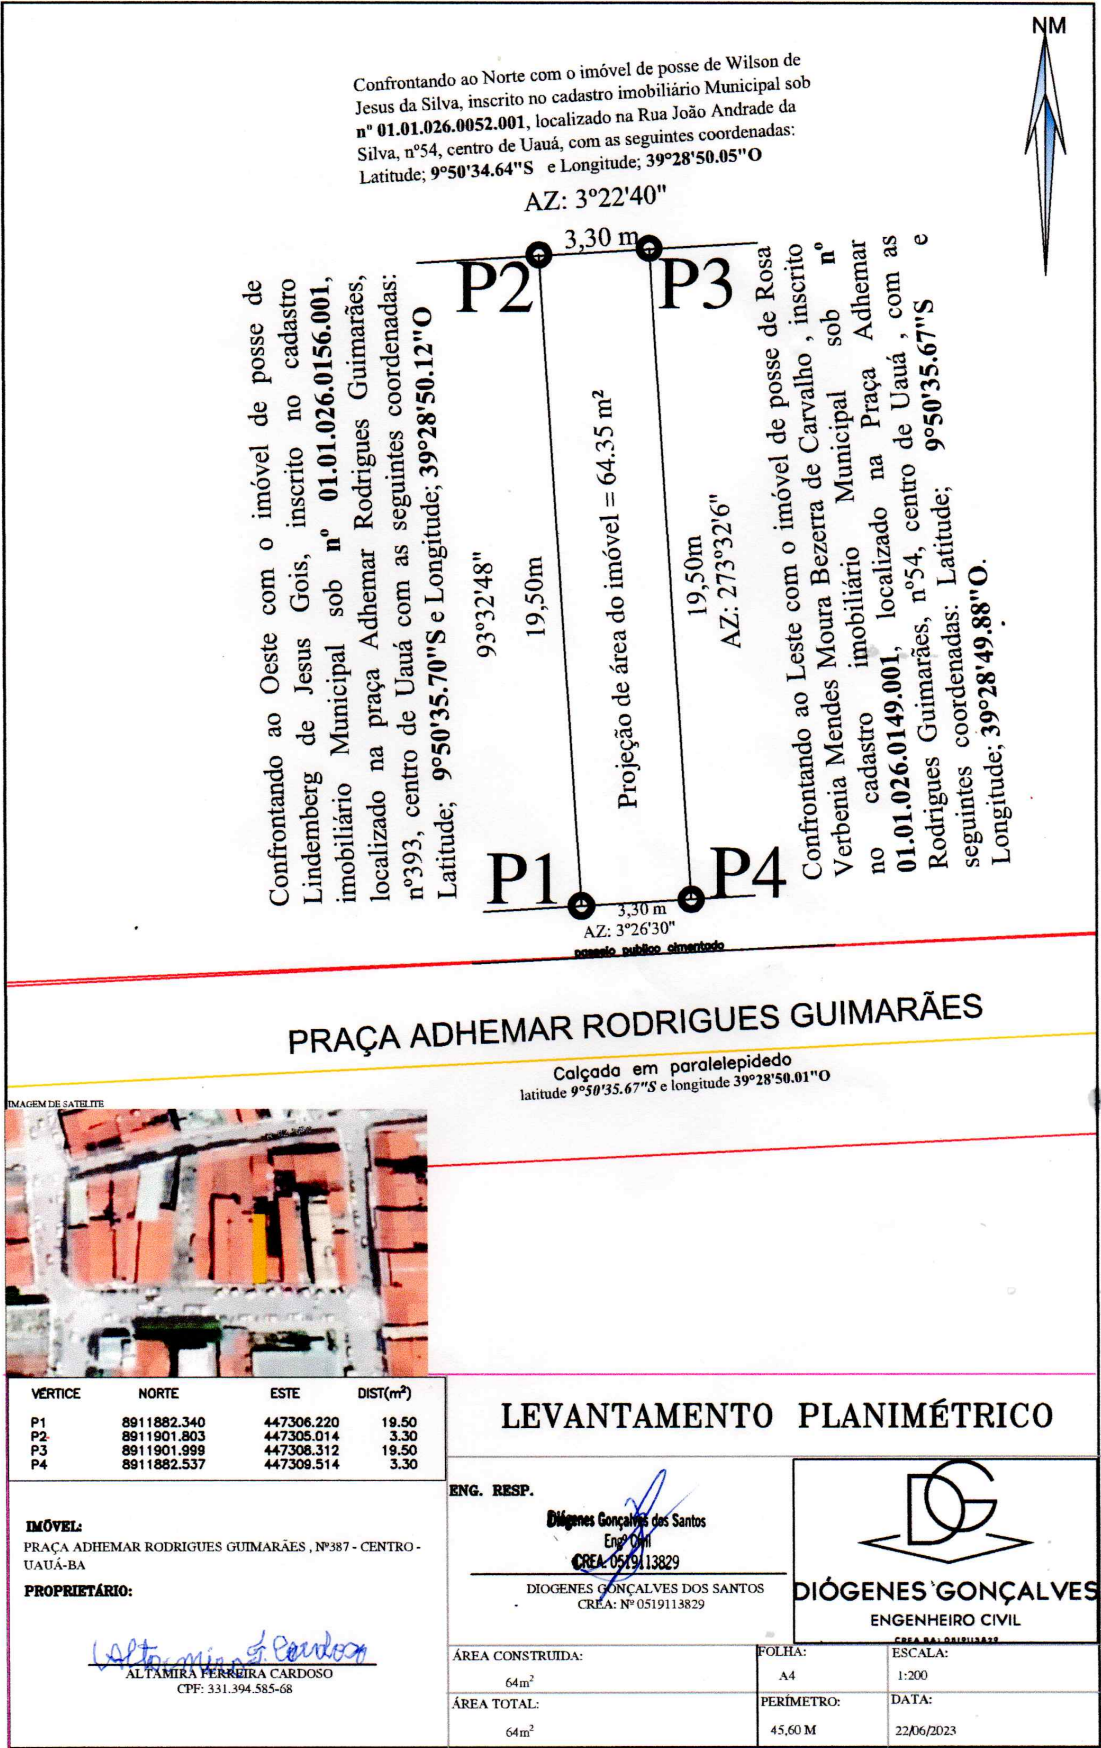 NM
Confrontando ao Norte com o imóvel de posse de Wilson de
Jesus da Silva, inscrito no cadastro imobiliário Municipal sob
nº 01.01.026.0052.001, localizado na Rua João Andrade da
Silva, nº54, centro de Uauá, com as seguintes coordenadas:
Latitude; 9°50'34.64"S e Longitude; 39°28'50.05"O
AZ: 3°22'40"
3,30 m
P2
P3
Confrontando ao Oeste com o imóvel de posse de
Lindemberg de Jesus Gois, inscrito no cadastro
imobiliário Municipal sob nº 01.01.026.0156.001,
localizado na praça Adhemar Rodrigues Guimarães,
nº393, centro de Uauá com as seguintes coordenadas:
Latitude; 9°50'35.70"S e Longitude; 39°28'50.12"O
93°32'48"
19,50m
Projeção de área do imóvel = 64.35 m²
19,50m
AZ: 273°32'6"
Confrontando ao Leste com o imóvel de posse de Rosa
Verbenia Mendes Moura Bezerra de Carvalho , inscrito
no cadastro imobiliário Municipal sob nº
01.01.026.0149.001, localizado na Praça Adhemar
Rodrigues Guimarães, nº54, centro de Uauá , com as
seguintes coordenadas: Latitude; 9°50'35.67"S e
Longitude; 39°28'49.88"O.
P1
P4
3,30 m
AZ: 3°26'30"
passeio publico cimentado
PRAÇA ADHEMAR RODRIGUES GUIMARÃES
Calçada em paralelepidedo
latitude 9°50'35.67"S e longitude 39°28'50.01"O
IMAGEM DE SATELITE
VÉRTICE NORTE ESTE DIST(m²)
P1 8911882.340 447306.220 19.50
P2 8911901.803 447305.014 3.30
P3 8911901.999 447308.312 19.50
P4 8911882.537 447309.514 3.30
LEVANTAMENTO PLANIMÉTRICO
IMÓVEL:
PRAÇA ADHEMAR RODRIGUES GUIMARÃES , Nº387 - CENTRO -
UAUÁ-BA
PROPRIETÁRIO:
Altamira F. Cardoso
ALTAMIRA FERREIRA CARDOSO
CPF: 331.394.585-68
ENG. RESP.
Diógenes Gonçalves dos Santos
Engº Civil
CREA 0519113829
DIOGENES GONÇALVES DOS SANTOS
CREA: Nº 0519113829
DG
DIÓGENES GONÇALVES
ENGENHEIRO CIVIL
CREA BA: 0519113829
ÁREA CONSTRUIDA:
64m²
FOLHA:
A4
ESCALA:
1:200
ÁREA TOTAL:
64m²
PERÍMETRO:
45,60 M
DATA:
22/06/2023